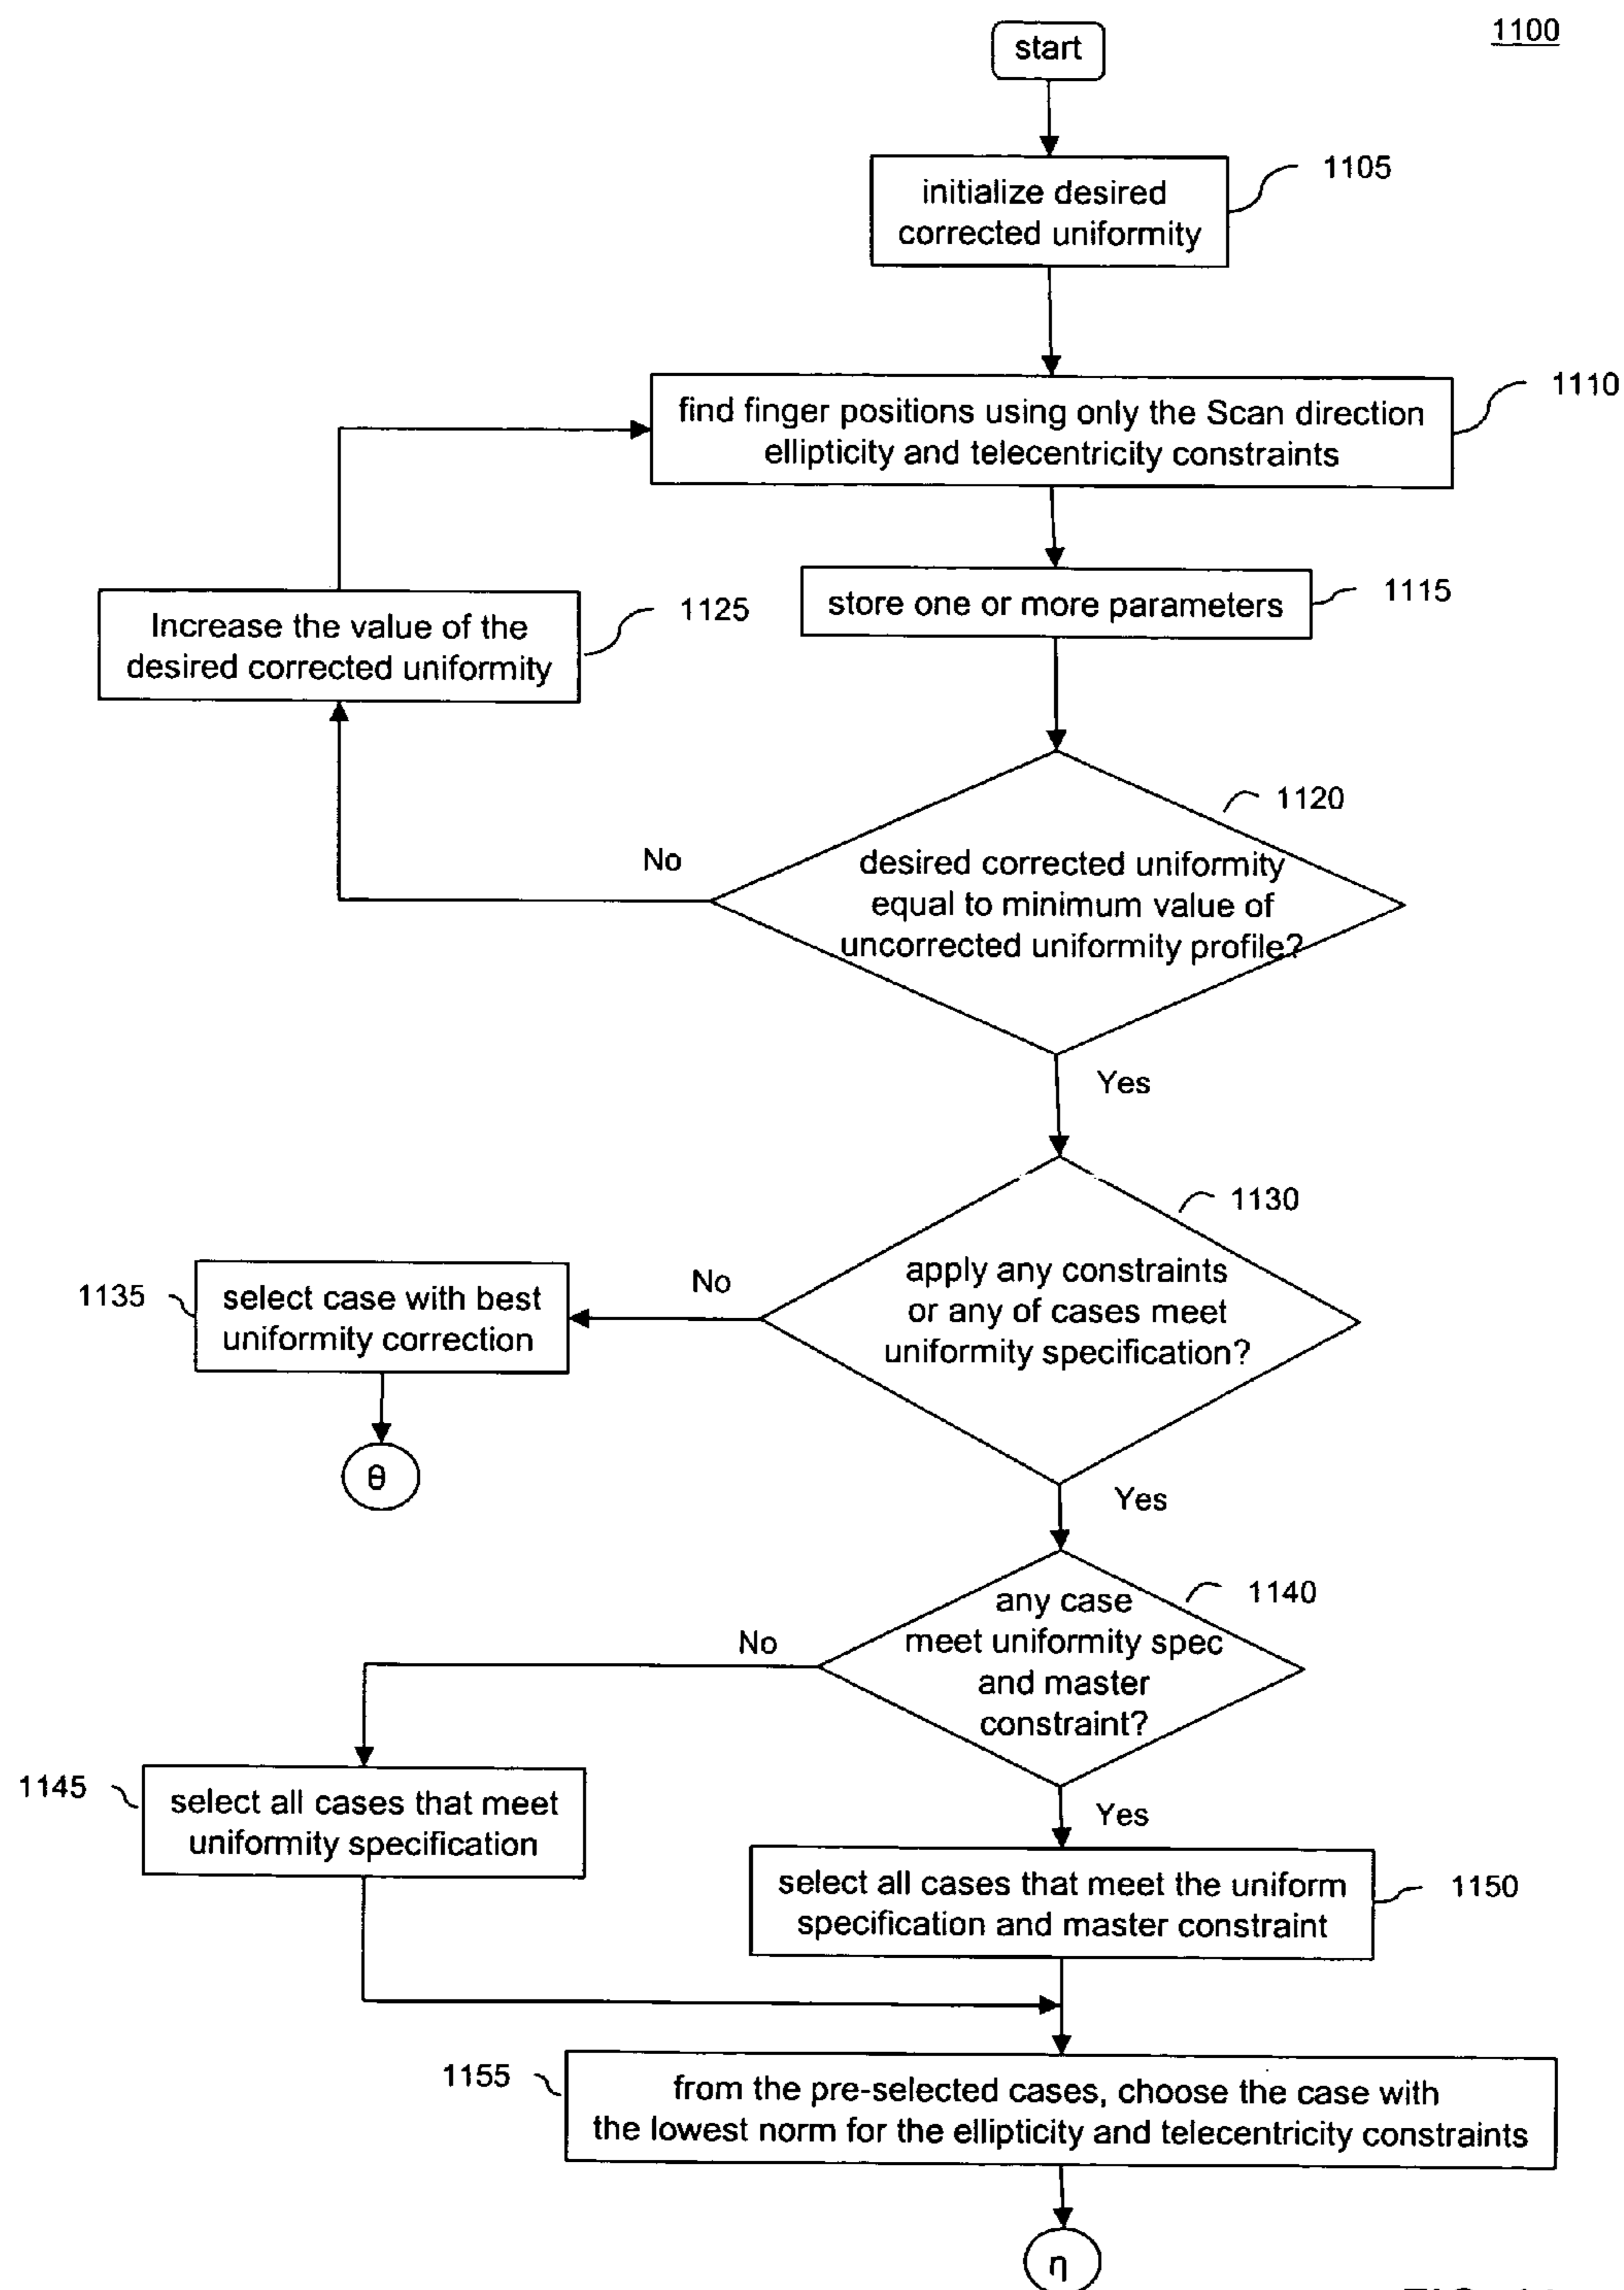 1100
start
initialize desired
corrected uniformity
1105
find finger positions using only the Scan direction
ellipticity and telecentricity constraints
1110
store one or more parameters
1115
Increase the value of the
desired corrected uniformity
1125
1120
desired corrected uniformity
equal to minimum value of
uncorrected uniformity profile?
No
Yes
1130
apply any constraints
or any of cases meet
uniformity specification?
No
1135
select case with best
uniformity correction
θ
Yes
1140
any case
meet uniformity spec
and master
constraint?
No
1145
select all cases that meet
uniformity specification
Yes
select all cases that meet the uniform
specification and master constraint
1150
1155
from the pre-selected cases, choose the case with
the lowest norm for the ellipticity and telecentricity constraints
η